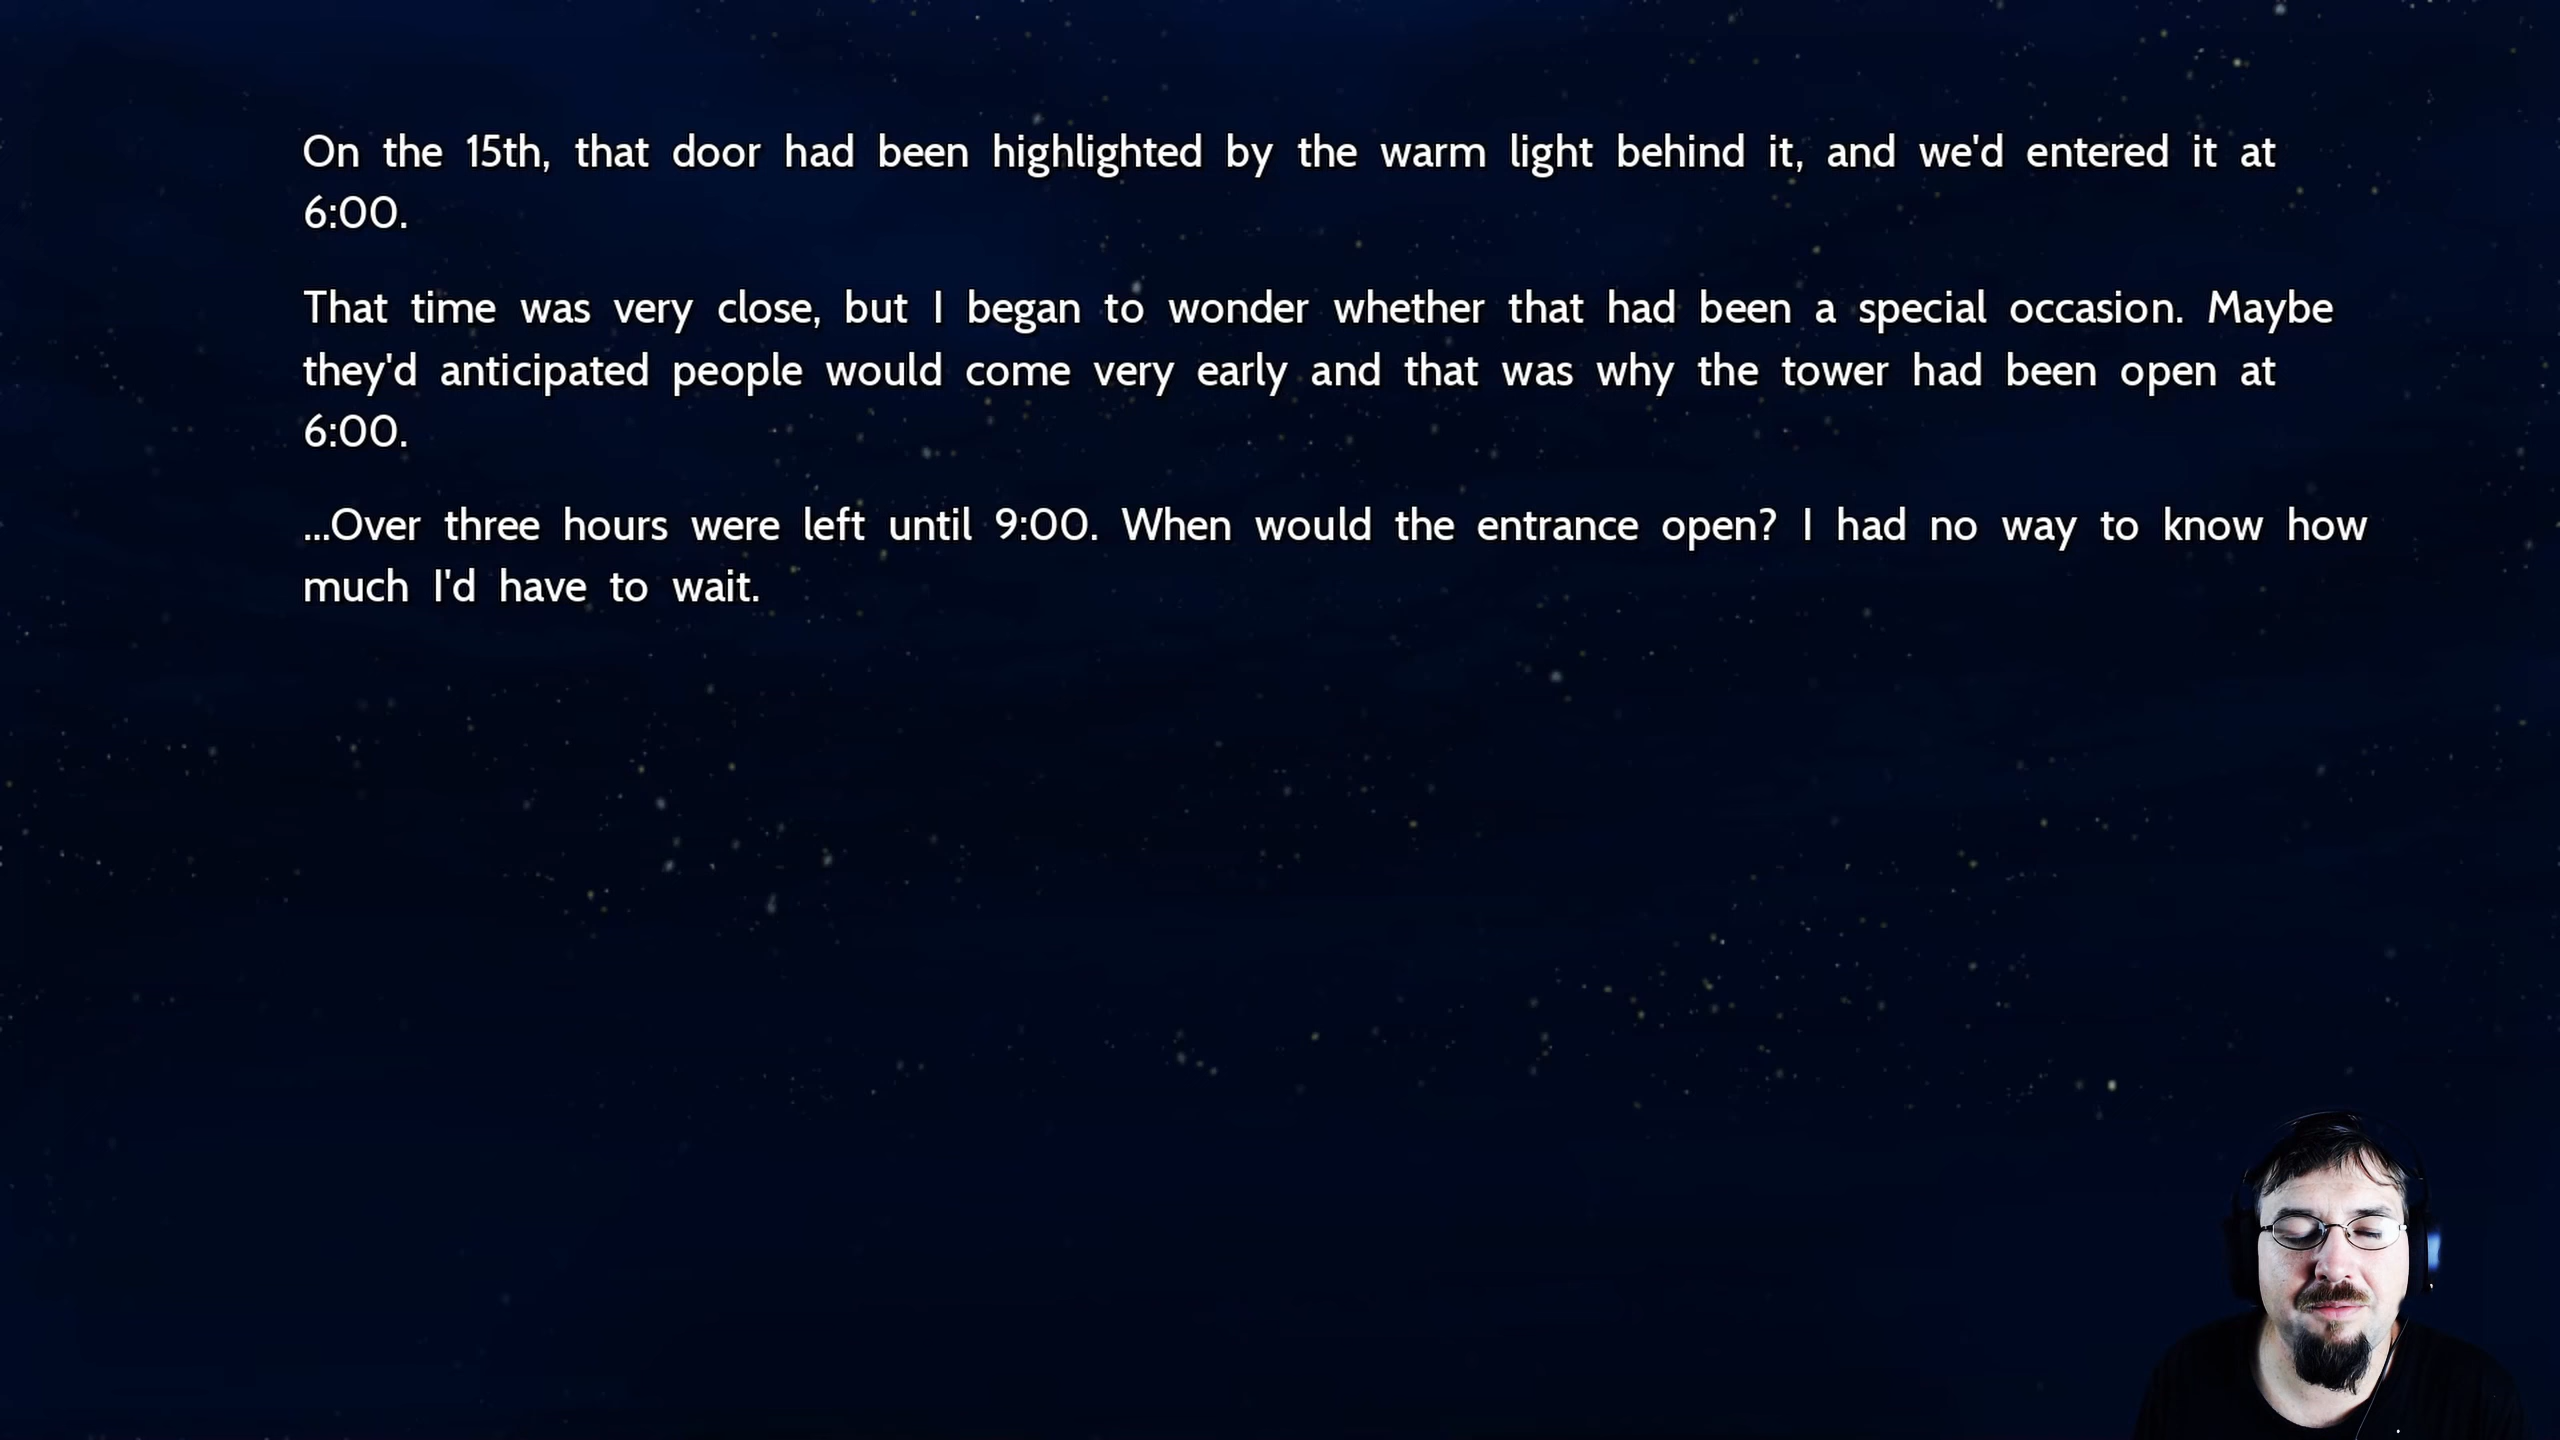 On the 15th, that door had been highlighted by the warm light behind it, and we'd entered it at
6:00.
That time was very close, but I began to wonder whether that had been a special occasion. Maybe
they'd anticipated people would come very early and that was why the tower had been open at
6:00.
...Over three hours were left until 9:00. When would the entrance open? I had no way to know how
much I'd have to wait.